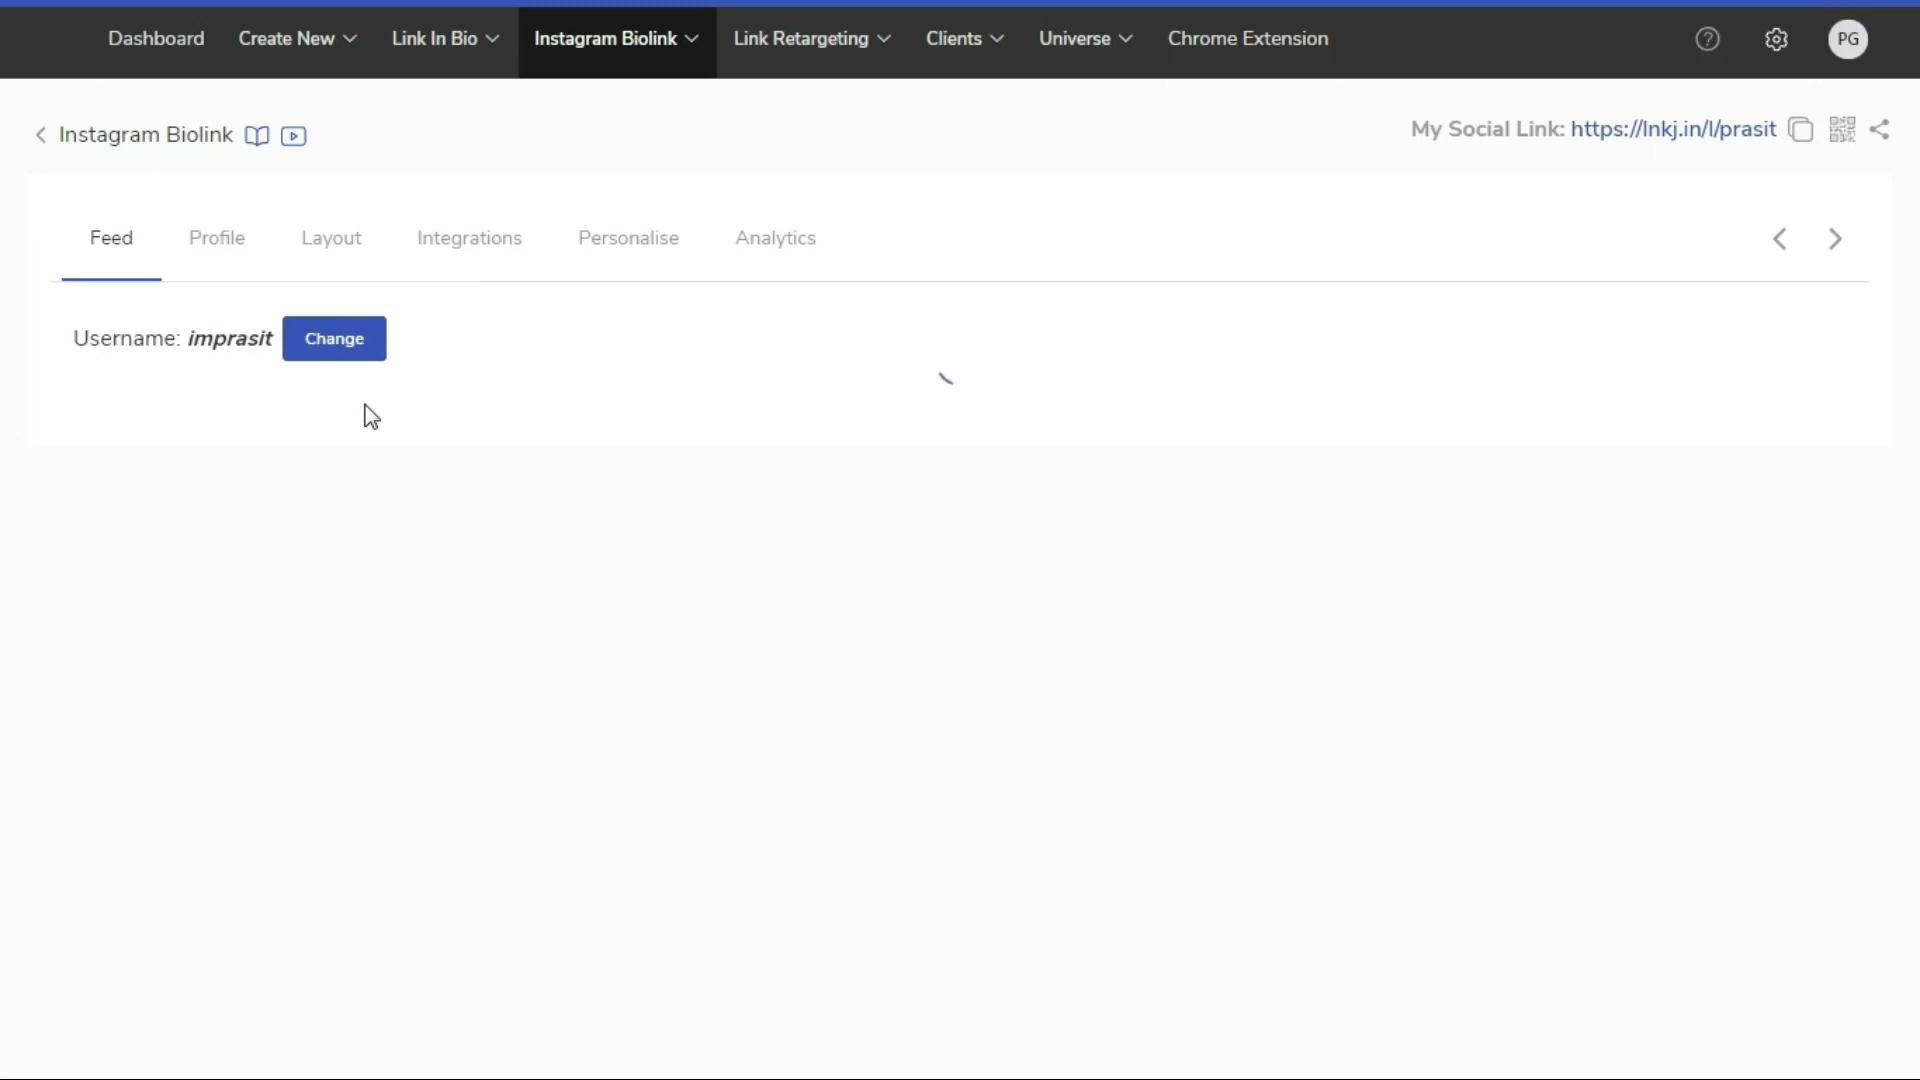 Dashboard Create New Link In Bio Instagram Biolink Link Retargeting Clients Universe Chrome Extension PG
Instagram Biolink
My Social Link: https://lnkj.in/l/prasit
Feed Profile Layout Integrations Personalise Analytics
Username: imprasit Change